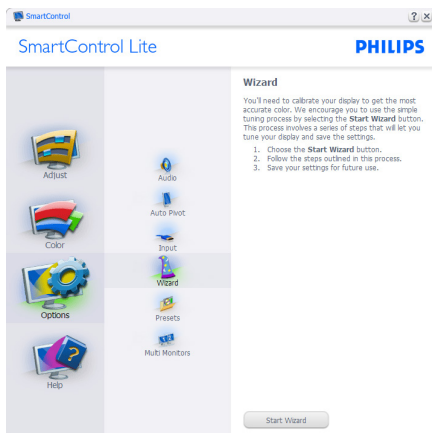 SmartControl
? x
SmartControl Lite
PHILIPS
Adjust
Color
Options
Help
Audio
Auto Pivot
Input
Wizard
Presets
1 2
Multi Monitors
Wizard
You'll need to calibrate your display to get the most
accurate color. We encourage you to use the simple
tuning process by selecting the Start Wizard button.
This process involves a series of steps that will let you
tune your display and save the settings.
1. Choose the Start Wizard button.
2. Follow the steps outlined in this process.
3. Save your settings for future use.
Start Wizard